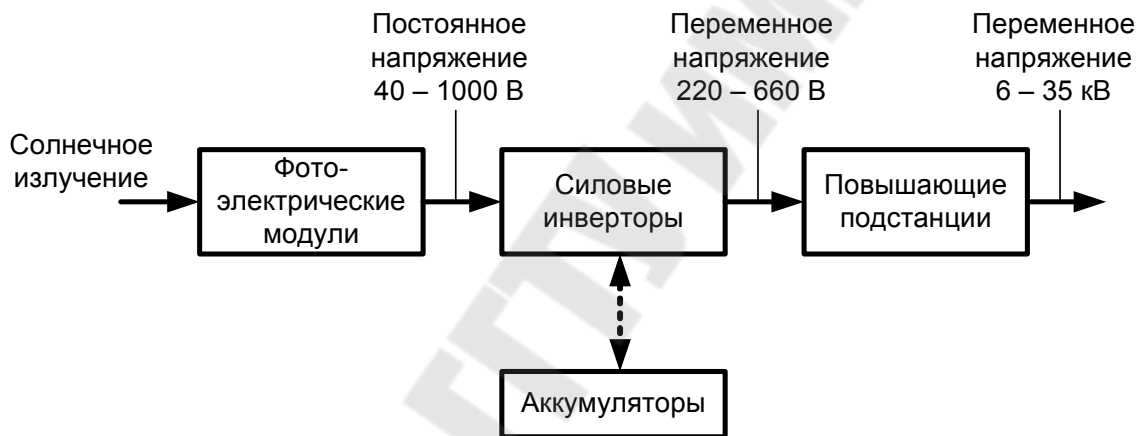 Постоянное
напряжение
40 – 1000 В
Переменное
напряжение
220 – 660 В
Переменное
напряжение
6 – 35 кВ
Солнечное
излучение
Фото-
электрические
модули
Силовые
инверторы
Повышающие
подстанции
Аккумуляторы
ГГТУ